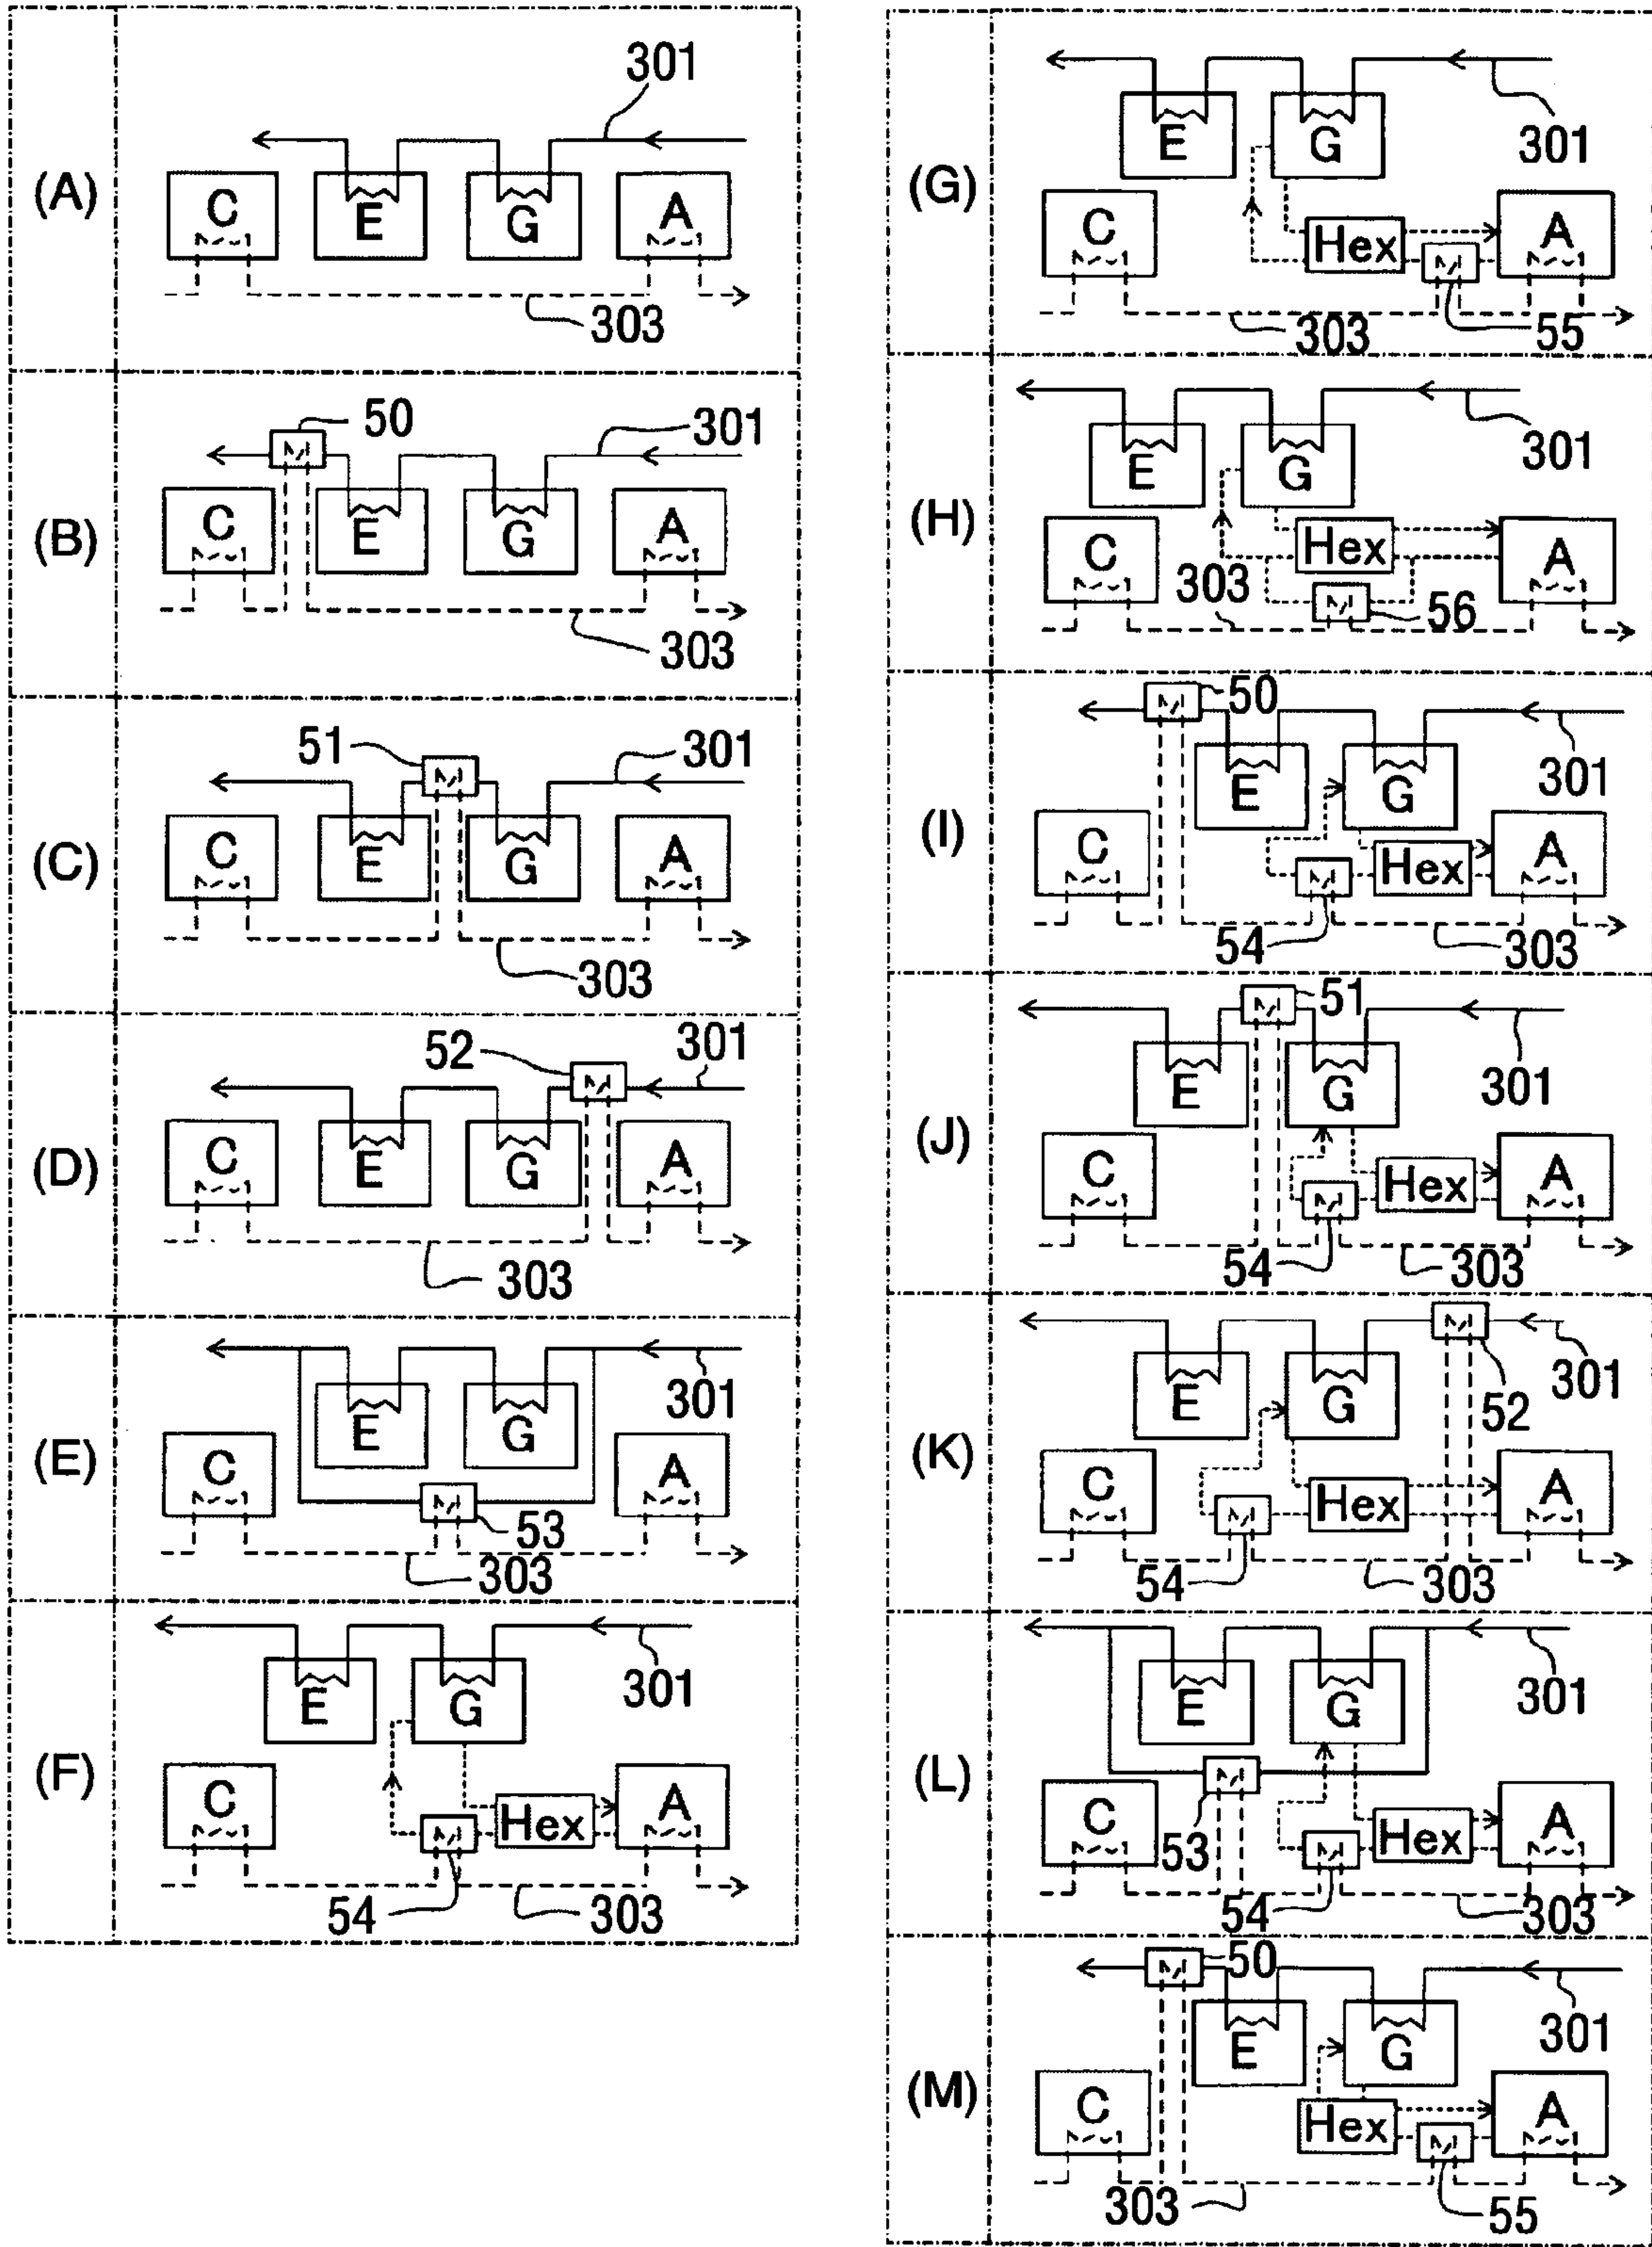 (A)
301
C E G A
303
(B)
50 301
C E G A
303
(C)
51 301
C E G A
303
(D)
52 301
C E G A
303
(E)
301
E G
C A
53
303
(F)
301
E G
C Hex A
54 303
(G)
E G 301
C Hex A
303 55
(H)
301
E G
C Hex A
303 56
(I)
50
301
E G
C Hex A
54 303
(J)
51
301
E G
C Hex A
54 303
(K)
301
52
E G
C Hex A
54 303
(L)
301
E G
C Hex A
53
54 303
(M)
50
301
E G
C Hex A
303 55